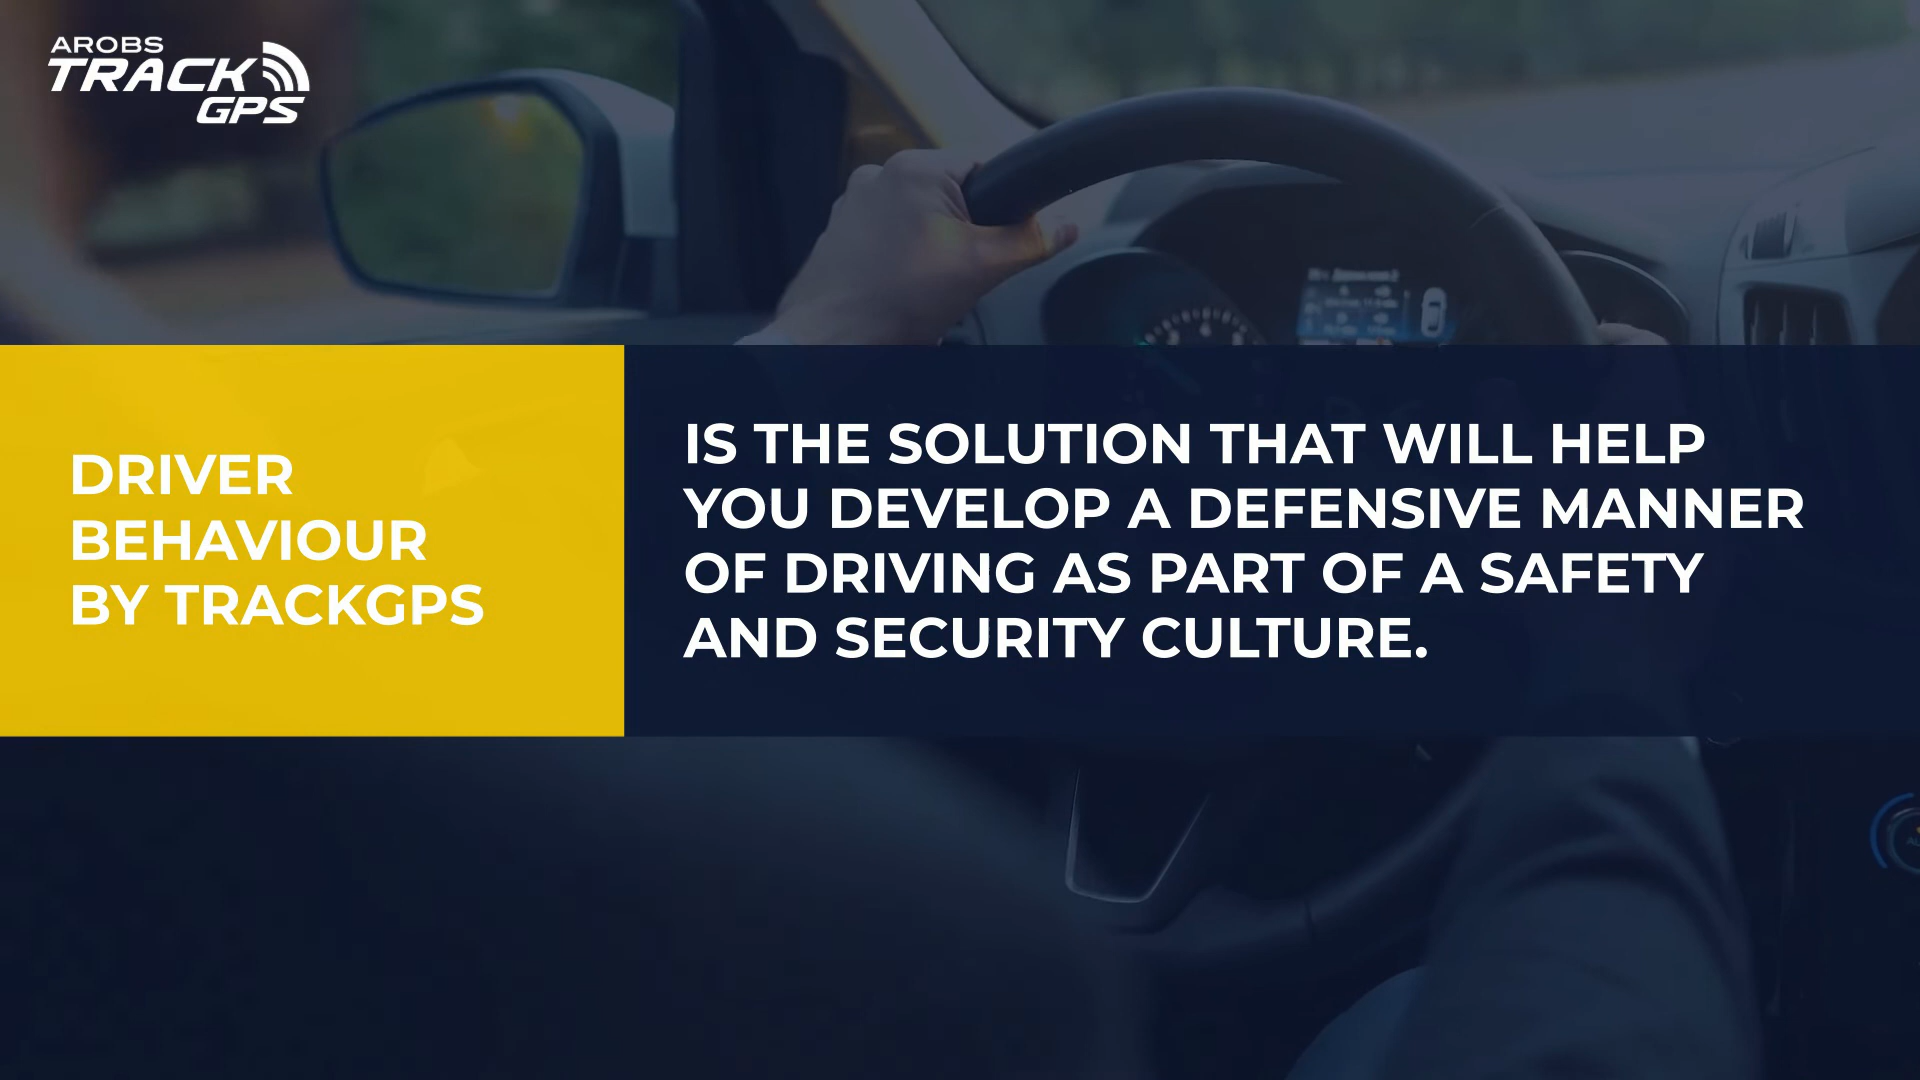 AROBS
TRACK
GPS
DRIVER
BEHAVIOUR
BY TRACKGPS
IS THE SOLUTION THAT WILL HELP
YOU DEVELOP A DEFENSIVE MANNER
OF DRIVING AS PART OF A SAFETY
AND SECURITY CULTURE.